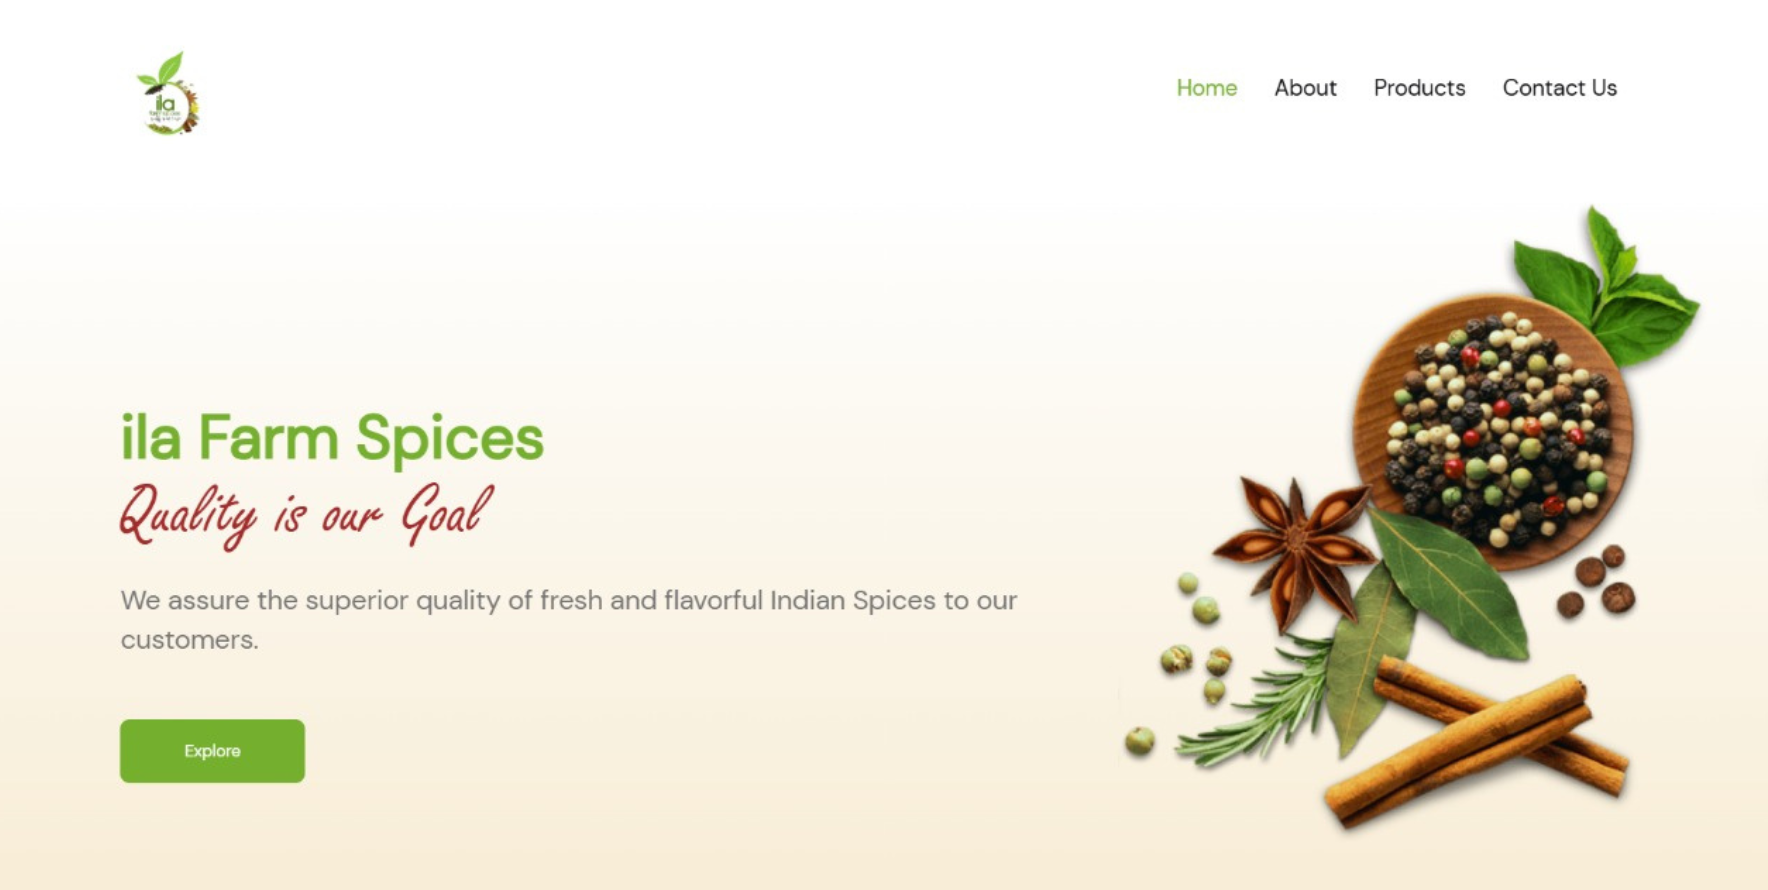 ila
Home About Products Contact Us
ila Farm Spices
Quality is our Goal
We assure the superior quality of fresh and flavorful Indian Spices to our
customers.
Explore